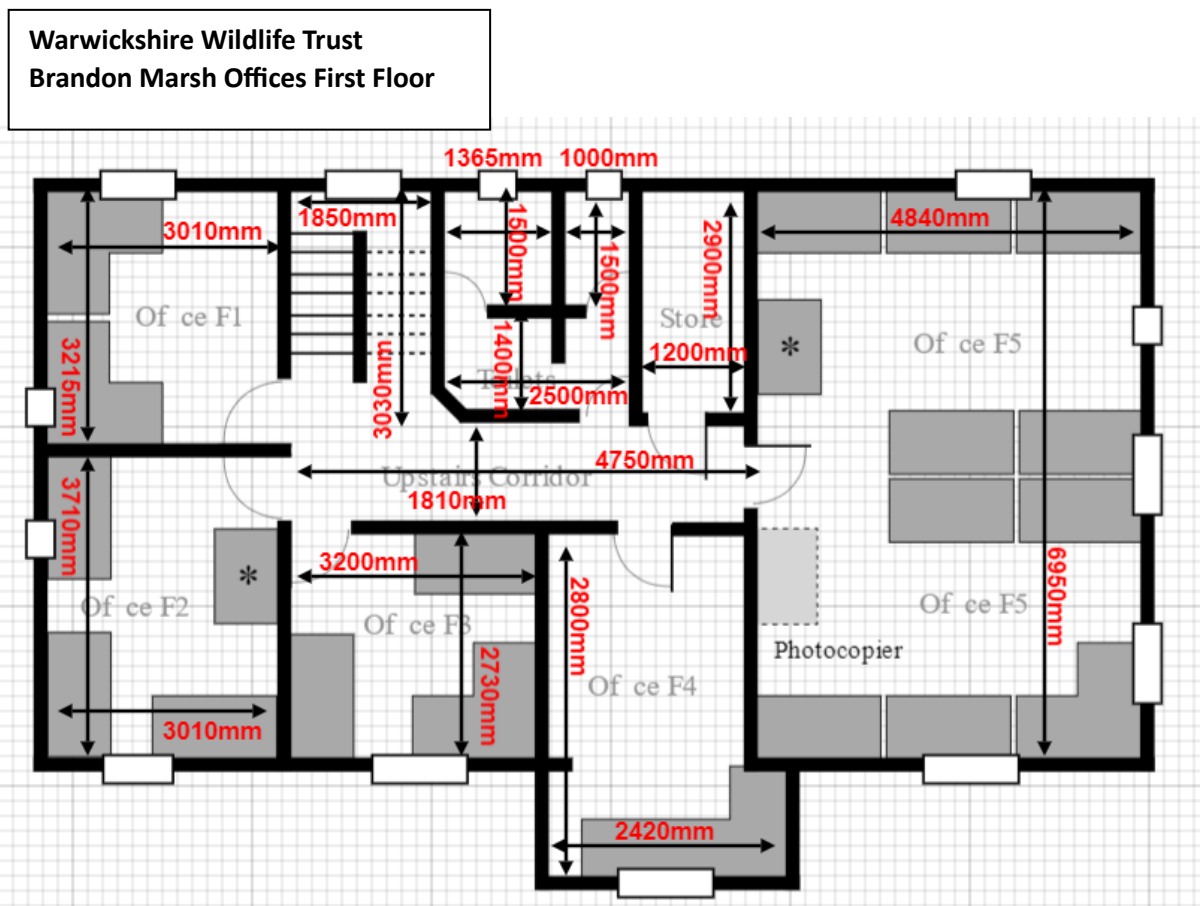 Warwickshire Wildlife Trust
Brandon Marsh Offices First Floor
1365mm 1000mm
3010mm
1850mm
1500mm
1500mm
2900mm
4840mm
Of ce F1
Store
Of ce F5
*
3215mm
3030mm
1400mm
Toilets
2500mm
1200mm
4750mm
Upstairs Corridor
1810mm
3710mm
*
Of ce F2
3200mm
Of ce F3
2730mm
2800mm
Of ce F4
6950mm
Of ce F5
Photocopier
3010mm
2420mm